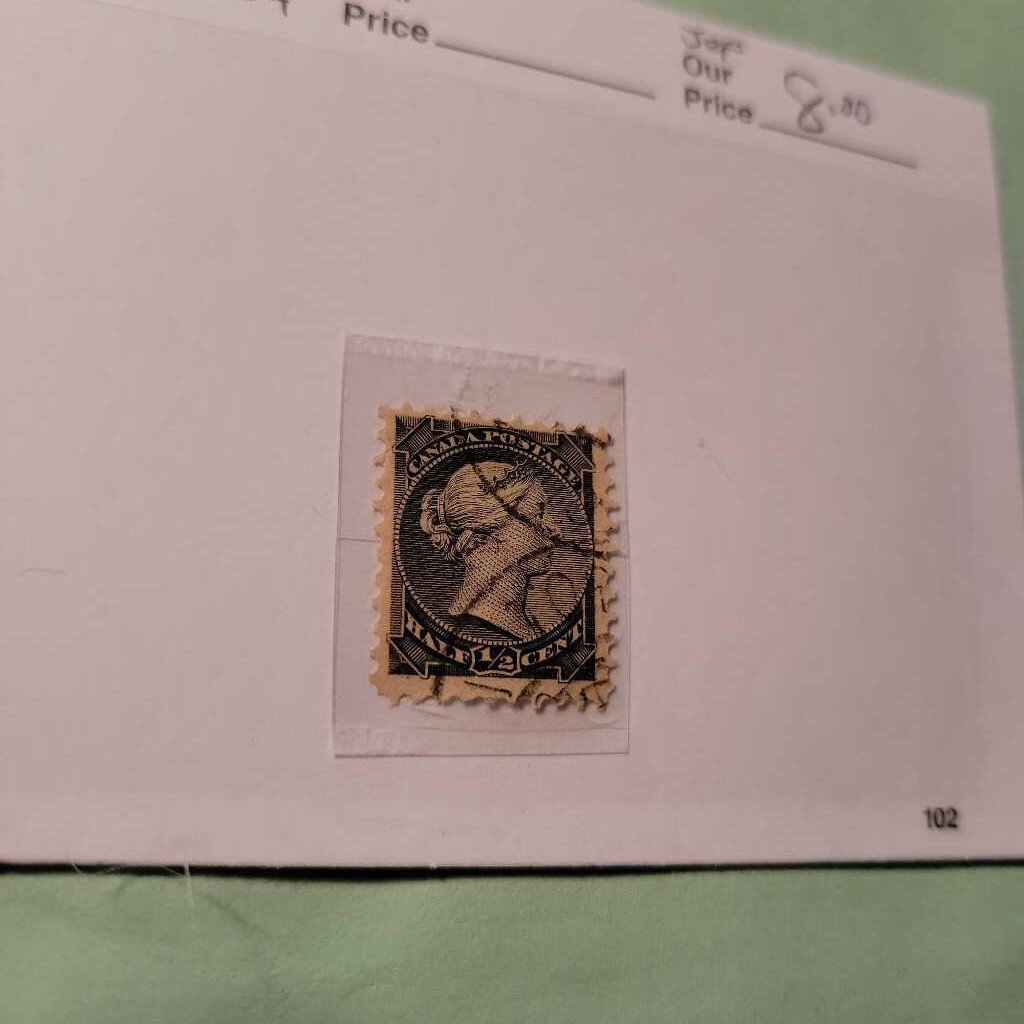 Price
Our
Price 8.00
CANADA POSTAGE
HALF 1/2 CENT
102